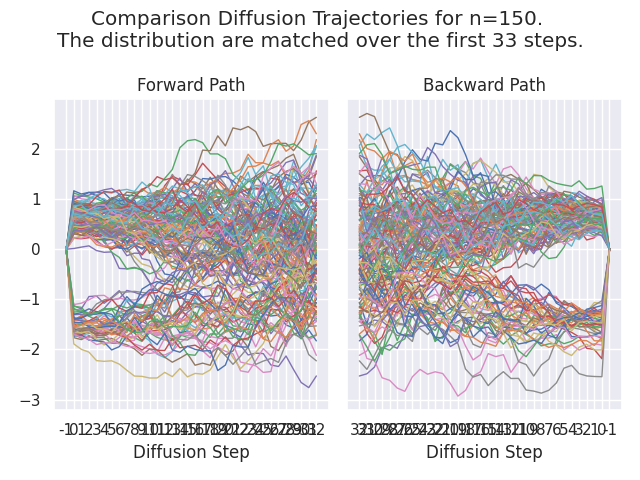 Comparison Diffusion Trajectories for n=150.
The distribution are matched over the first 33 steps.
Forward Path
Backward Path
2
1
0
−1
−2
−3
Diffusion Step
Diffusion Step